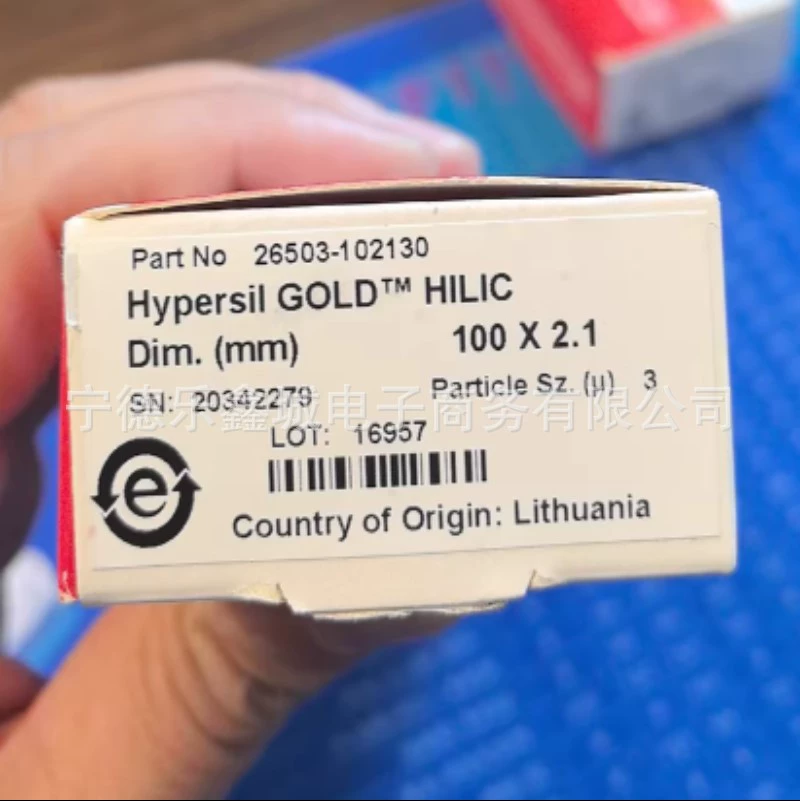 Part No 26503-102130
Hypersil GOLD™ HILIC
Dim. (mm) 100 X 2.1
SN: 20342279 Particle Sz. (µ) 3
宁德乐鑫城电子商务有限公司
LOT: 16957
e
Country of Origin: Lithuania